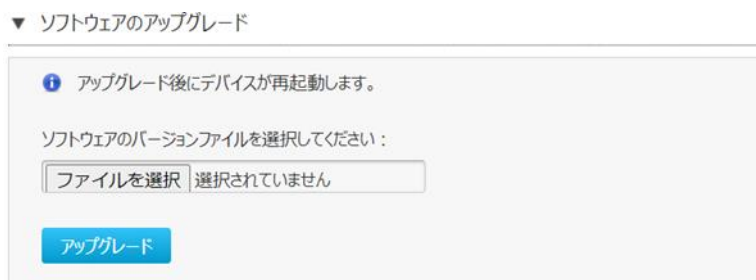 ▼ ソフトウェアのアップグレード
アップグレード後にデバイスが再起動します。
ソフトウェアのバージョンファイルを選択してください：
ファイルを選択 選択されていません
アップグレード